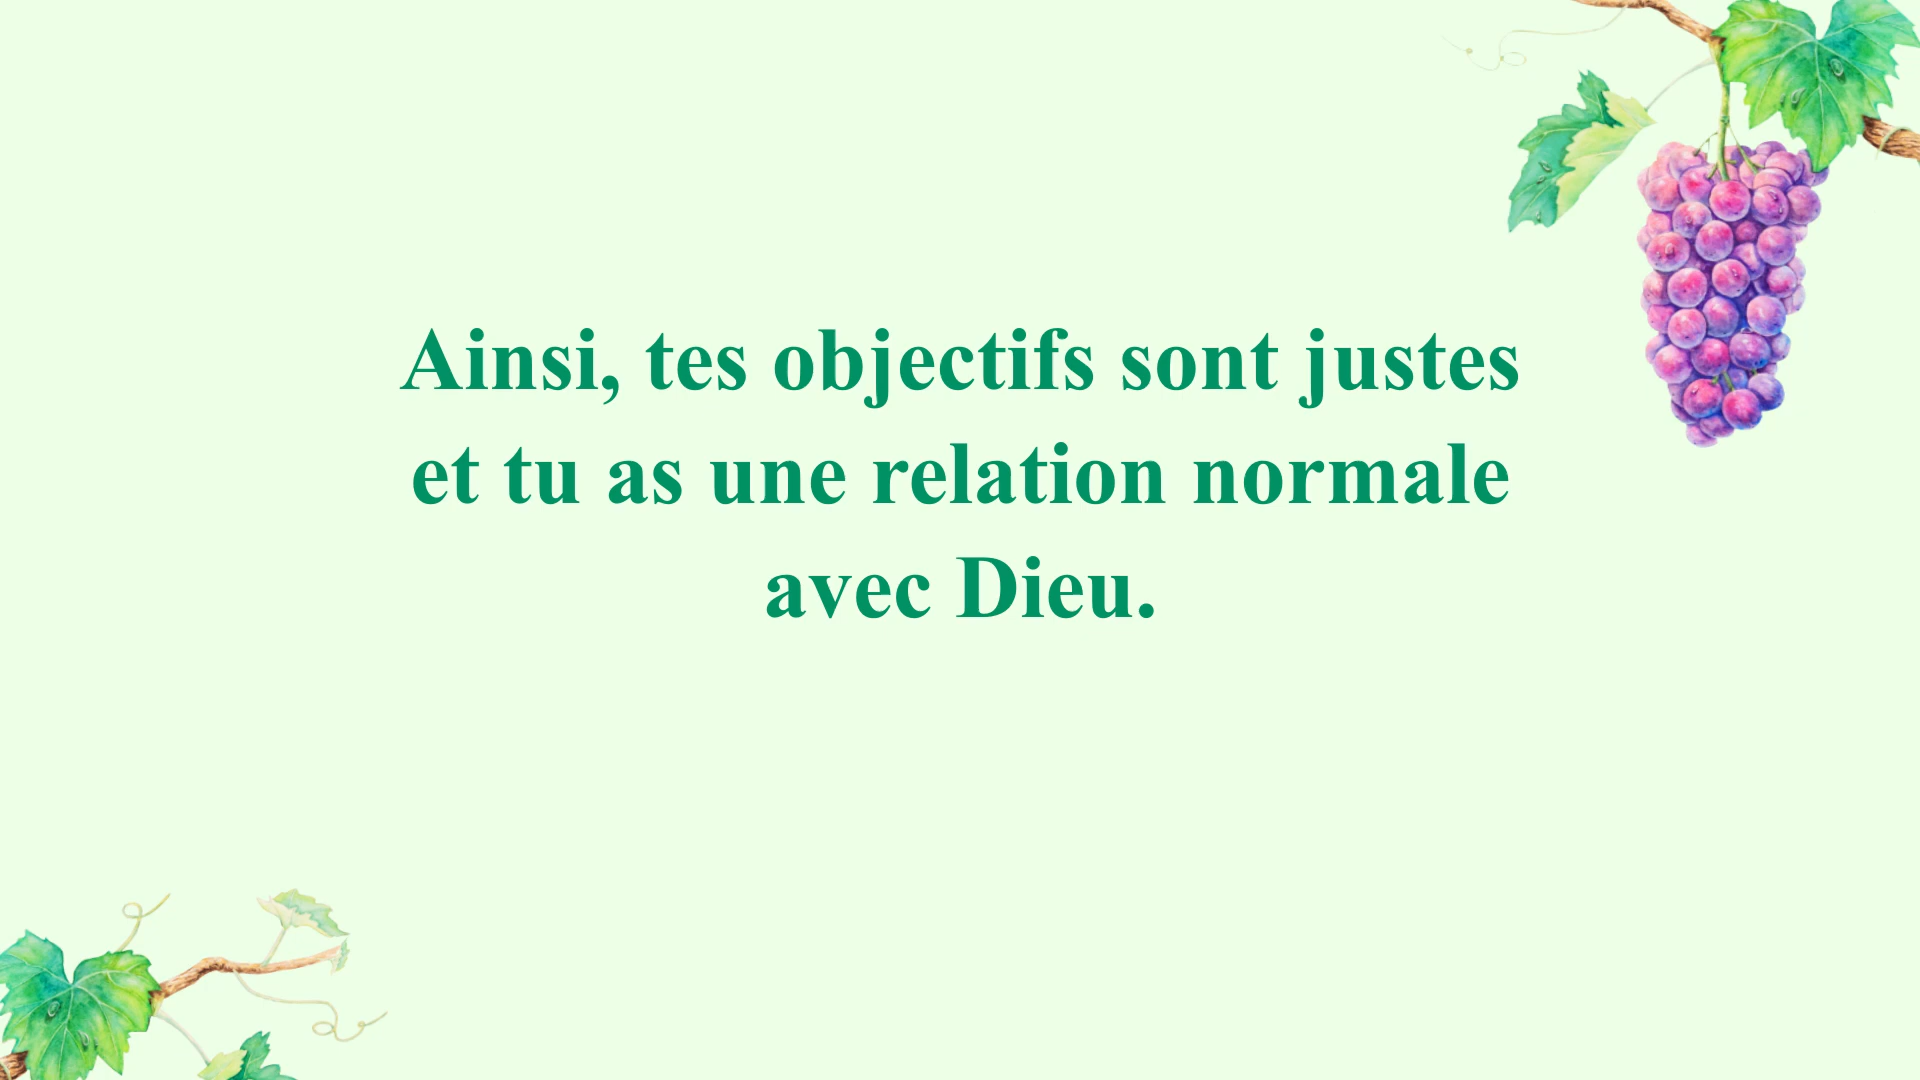 Ainsi, tes objectifs sont justes
et tu as une relation normale
avec Dieu.